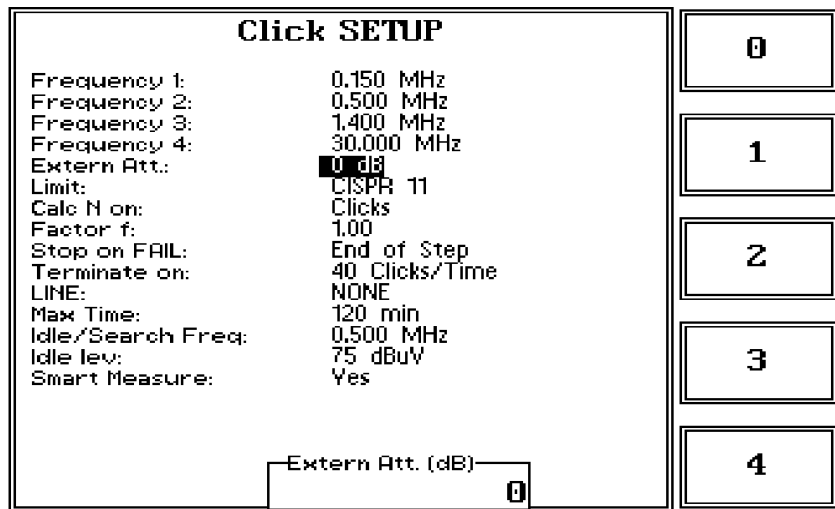 Click SETUP
Frequency 1: 0.150 MHz
Frequency 2: 0.500 MHz
Frequency 3: 1.400 MHz
Frequency 4: 30.000 MHz
Extern Att.: 0 dB
Limit: CISPR 11
Calc N on: Clicks
Factor f: 1.00
Stop on FAIL: End of Step
Terminate on: 40 Clicks/Time
LINE: NONE
Max Time: 120 min
Idle/Search Freq: 0.500 MHz
Idle lev: 75 dBuV
Smart Measure: Yes
Extern Att. (dB)
0
0
1
2
3
4